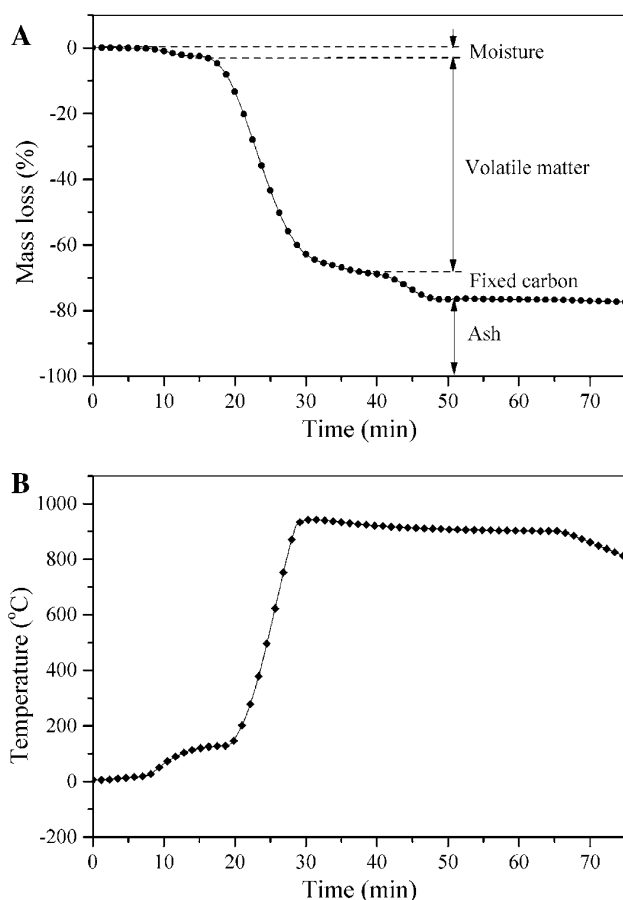 A
0
-20
-40
-60
-80
-100
Mass loss (%)
Moisture
Volatile matter
Fixed carbon
Ash
0 10 20 30 40 50 60 70
Time (min)
B
1000
800
600
400
200
0
-200
Temperature (°C)
0 10 20 30 40 50 60 70
Time (min)